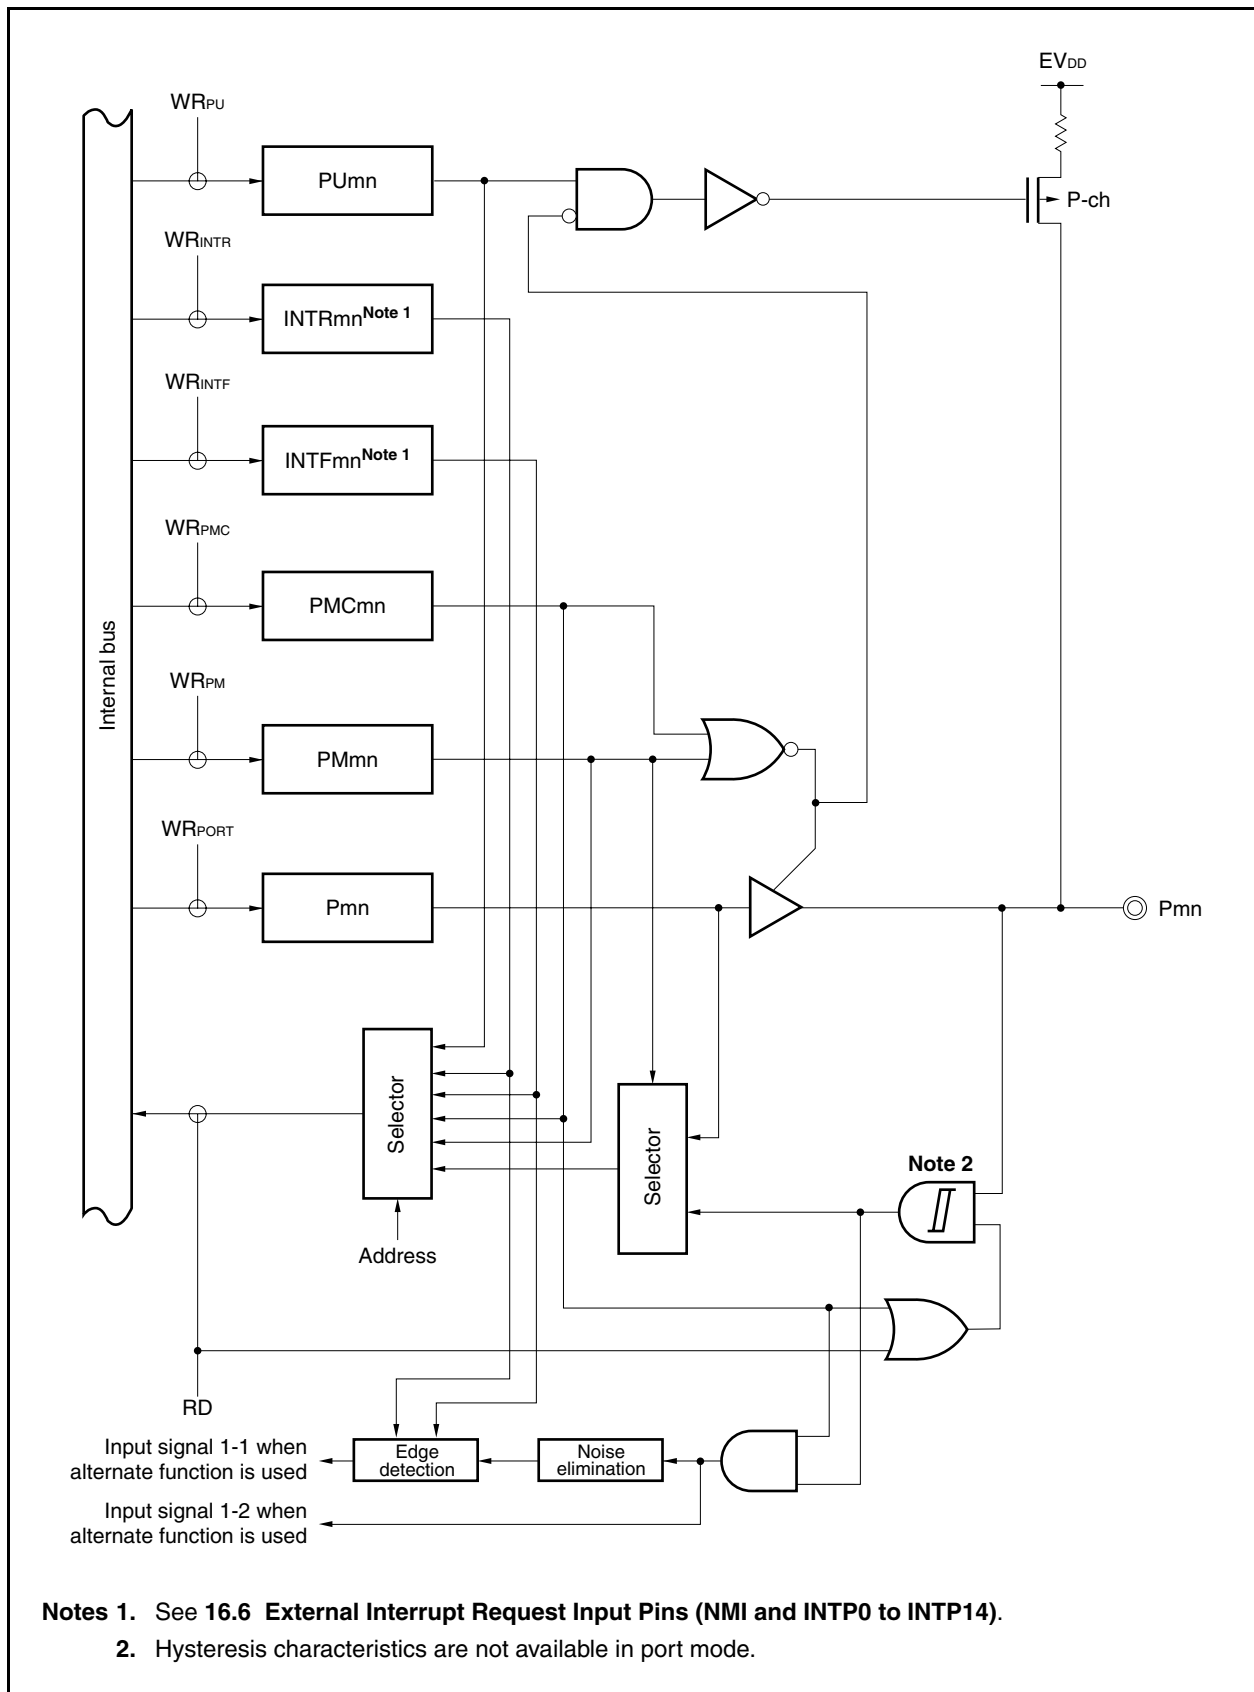 EVDD
WRPU
PUmn
P-ch
WRINTR
INTRmnNote 1
WRINTF
INTFmnNote 1
WRPMC
PMCmn
Internal bus
WRPM
PMmn
WRPORT
Pmn
Pmn
Selector
Selector
Note 2
Address
RD
Input signal 1-1 when
alternate function is used
Edge
detection
Noise
elimination
Input signal 1-2 when
alternate function is used
Notes 1. See 16.6 External Interrupt Request Input Pins (NMI and INTP0 to INTP14).
2. Hysteresis characteristics are not available in port mode.